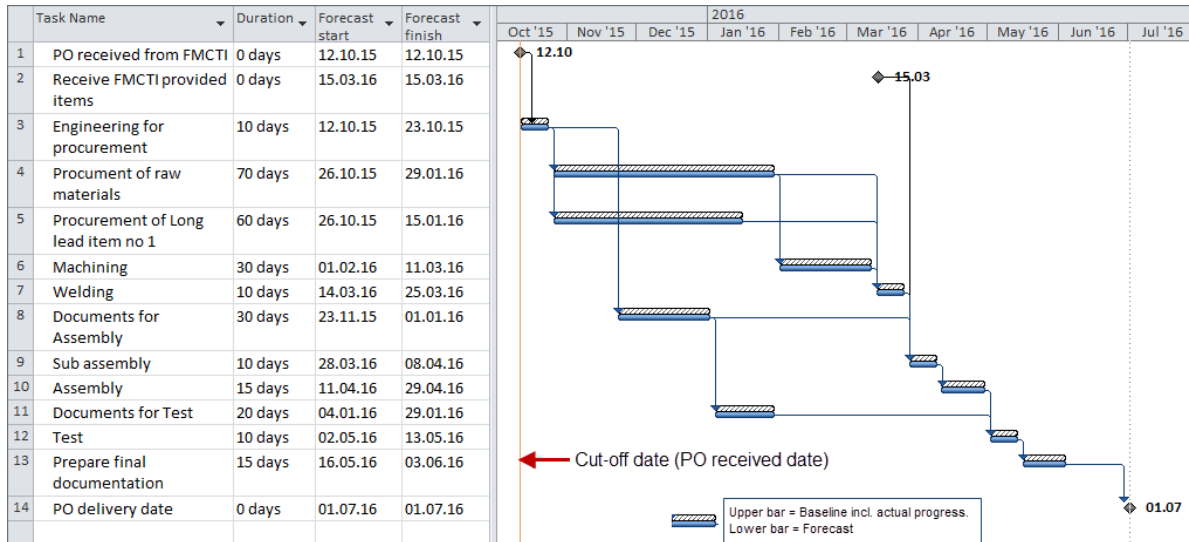 Task Name Duration Forecast start Forecast finish
2016
Oct '15 Nov '15 Dec '15 Jan '16 Feb '16 Mar '16 Apr '16 May '16 Jun '16 Jul '16
1 PO received from FMCTI 0 days 12.10.15 12.10.15
12.10
2 Receive FMCTI provided items 0 days 15.03.16 15.03.16
15.03
3 Engineering for procurement 10 days 12.10.15 23.10.15
4 Procument of raw materials 70 days 26.10.15 29.01.16
5 Procurement of Long lead item no 1 60 days 26.10.15 15.01.16
6 Machining 30 days 01.02.16 11.03.16
7 Welding 10 days 14.03.16 25.03.16
8 Documents for Assembly 30 days 23.11.15 01.01.16
9 Sub assembly 10 days 28.03.16 08.04.16
10 Assembly 15 days 11.04.16 29.04.16
11 Documents for Test 20 days 04.01.16 29.01.16
12 Test 10 days 02.05.16 13.05.16
13 Prepare final documentation 15 days 16.05.16 03.06.16
Cut-off date (PO received date)
14 PO delivery date 0 days 01.07.16 01.07.16
01.07
Upper bar = Baseline incl. actual progress.
Lower bar = Forecast